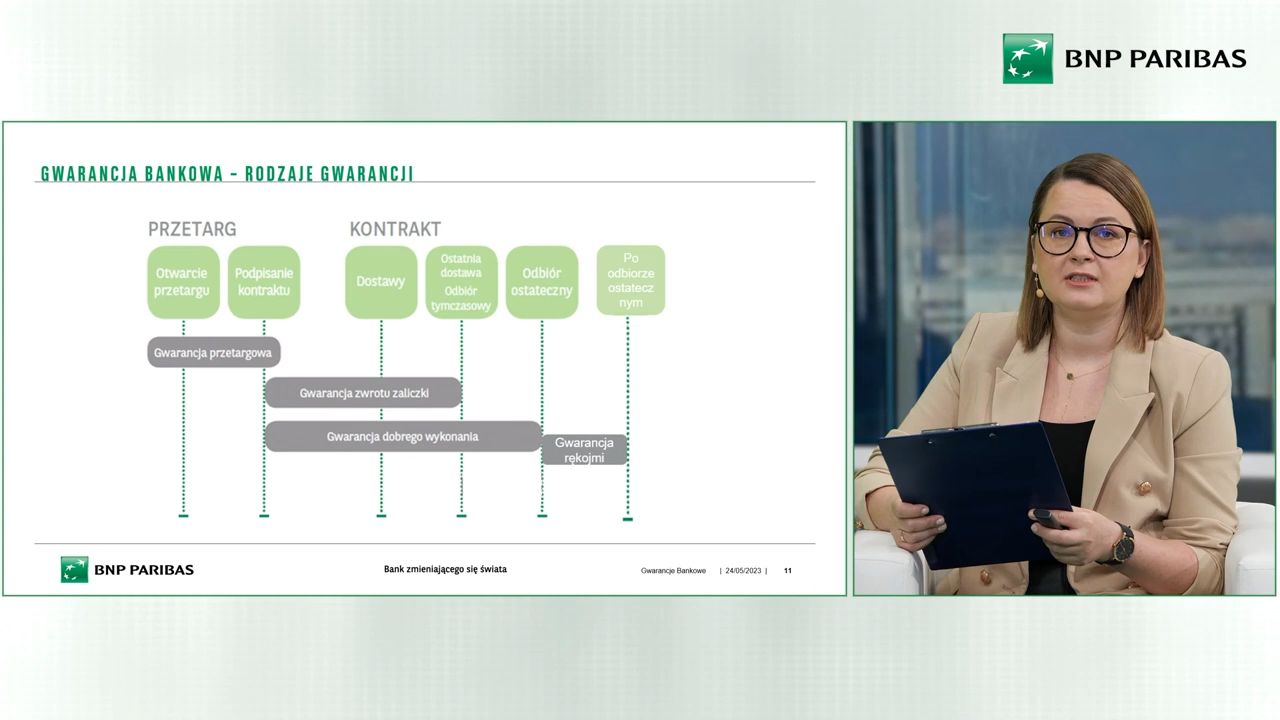 BNP PARIBAS
GWARANCJA BANKOWA – RODZAJE GWARANCJI
PRZETARG
KONTRAKT
Otwarcie
przetargu
Podpisanie
kontraktu
Dostawy
Ostatnia
dostawa
Odbiór
tymczasowy
Odbiór
ostateczny
Po
odbiorze
ostatecz
nym
Gwarancja przetargowa
Gwarancja zwrotu zaliczki
Gwarancja dobrego wykonania
Gwarancja
rękojmi
BNP PARIBAS
Bank zmieniającego się świata
Gwarancje Bankowe | 24/05/2023 | 11